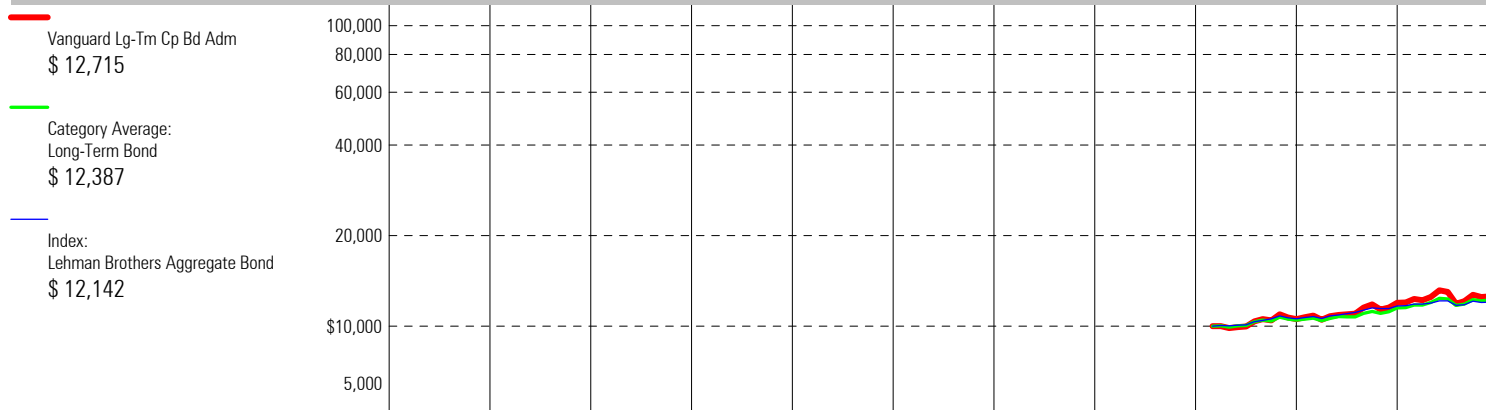 Vanguard Lg-Tm Cp Bd Adm
$ 12,715
Category Average:
Long-Term Bond
$ 12,387
Index:
Lehman Brothers Aggregate Bond
$ 12,142
100,000
80,000
60,000
40,000
20,000
$10,000
5,000